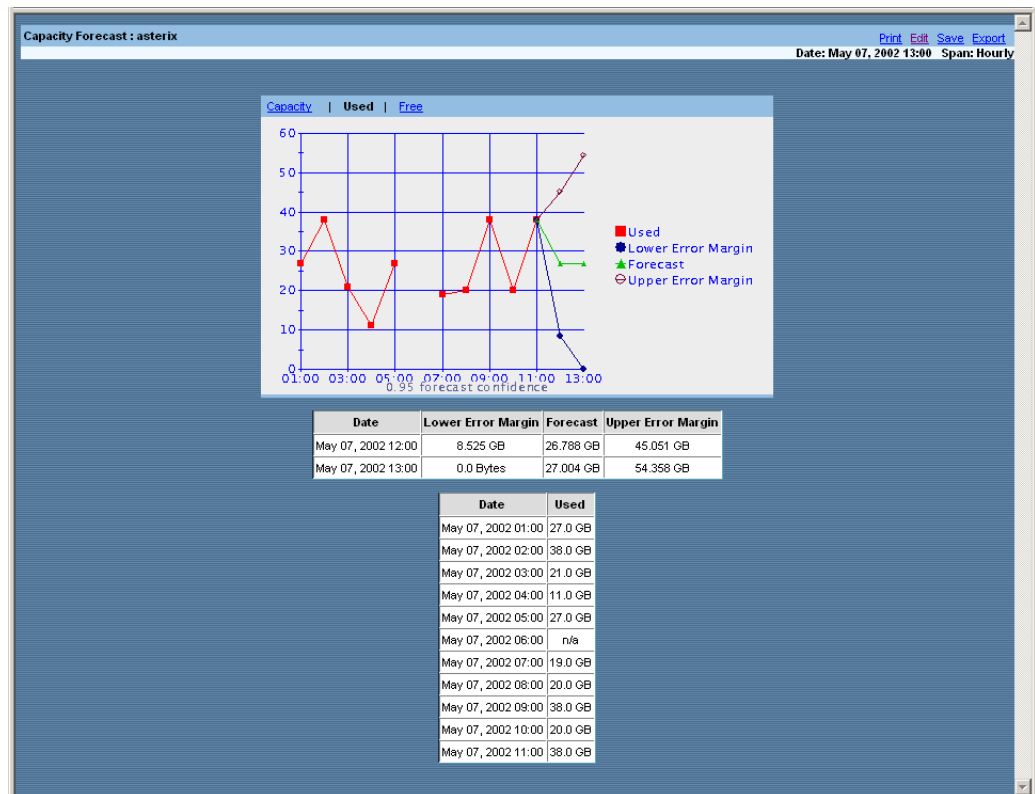 Capacity Forecast : asterix
Print Edit Save Export
Date: May 07, 2002 13:00 Span: Hourly
Capacity | Used | Free
60
50
40
30
20
10
0
Used
Lower Error Margin
Forecast
Upper Error Margin
01:00 03:00 05:00 07:00 09:00 11:00 13:00
0.95 forecast confidence
Date Lower Error Margin Forecast Upper Error Margin
May 07, 2002 12:00 8.525 GB 26.788 GB 45.051 GB
May 07, 2002 13:00 0.0 Bytes 27.004 GB 54.358 GB
Date Used
May 07, 2002 01:00 27.0 GB
May 07, 2002 02:00 38.0 GB
May 07, 2002 03:00 21.0 GB
May 07, 2002 04:00 11.0 GB
May 07, 2002 05:00 27.0 GB
May 07, 2002 06:00 n/a
May 07, 2002 07:00 19.0 GB
May 07, 2002 08:00 20.0 GB
May 07, 2002 09:00 38.0 GB
May 07, 2002 10:00 20.0 GB
May 07, 2002 11:00 38.0 GB